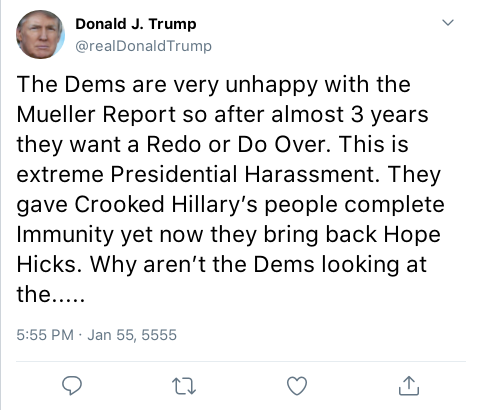 Donald J. Trump
@realDonaldTrump
The Dems are very unhappy with the
Mueller Report so after almost 3 years
they want a Redo or Do Over. This is
extreme Presidential Harassment. They
gave Crooked Hillary’s people complete
Immunity yet now they bring back Hope
Hicks. Why aren’t the Dems looking at
the.....
5:55 PM · Jan 55, 5555